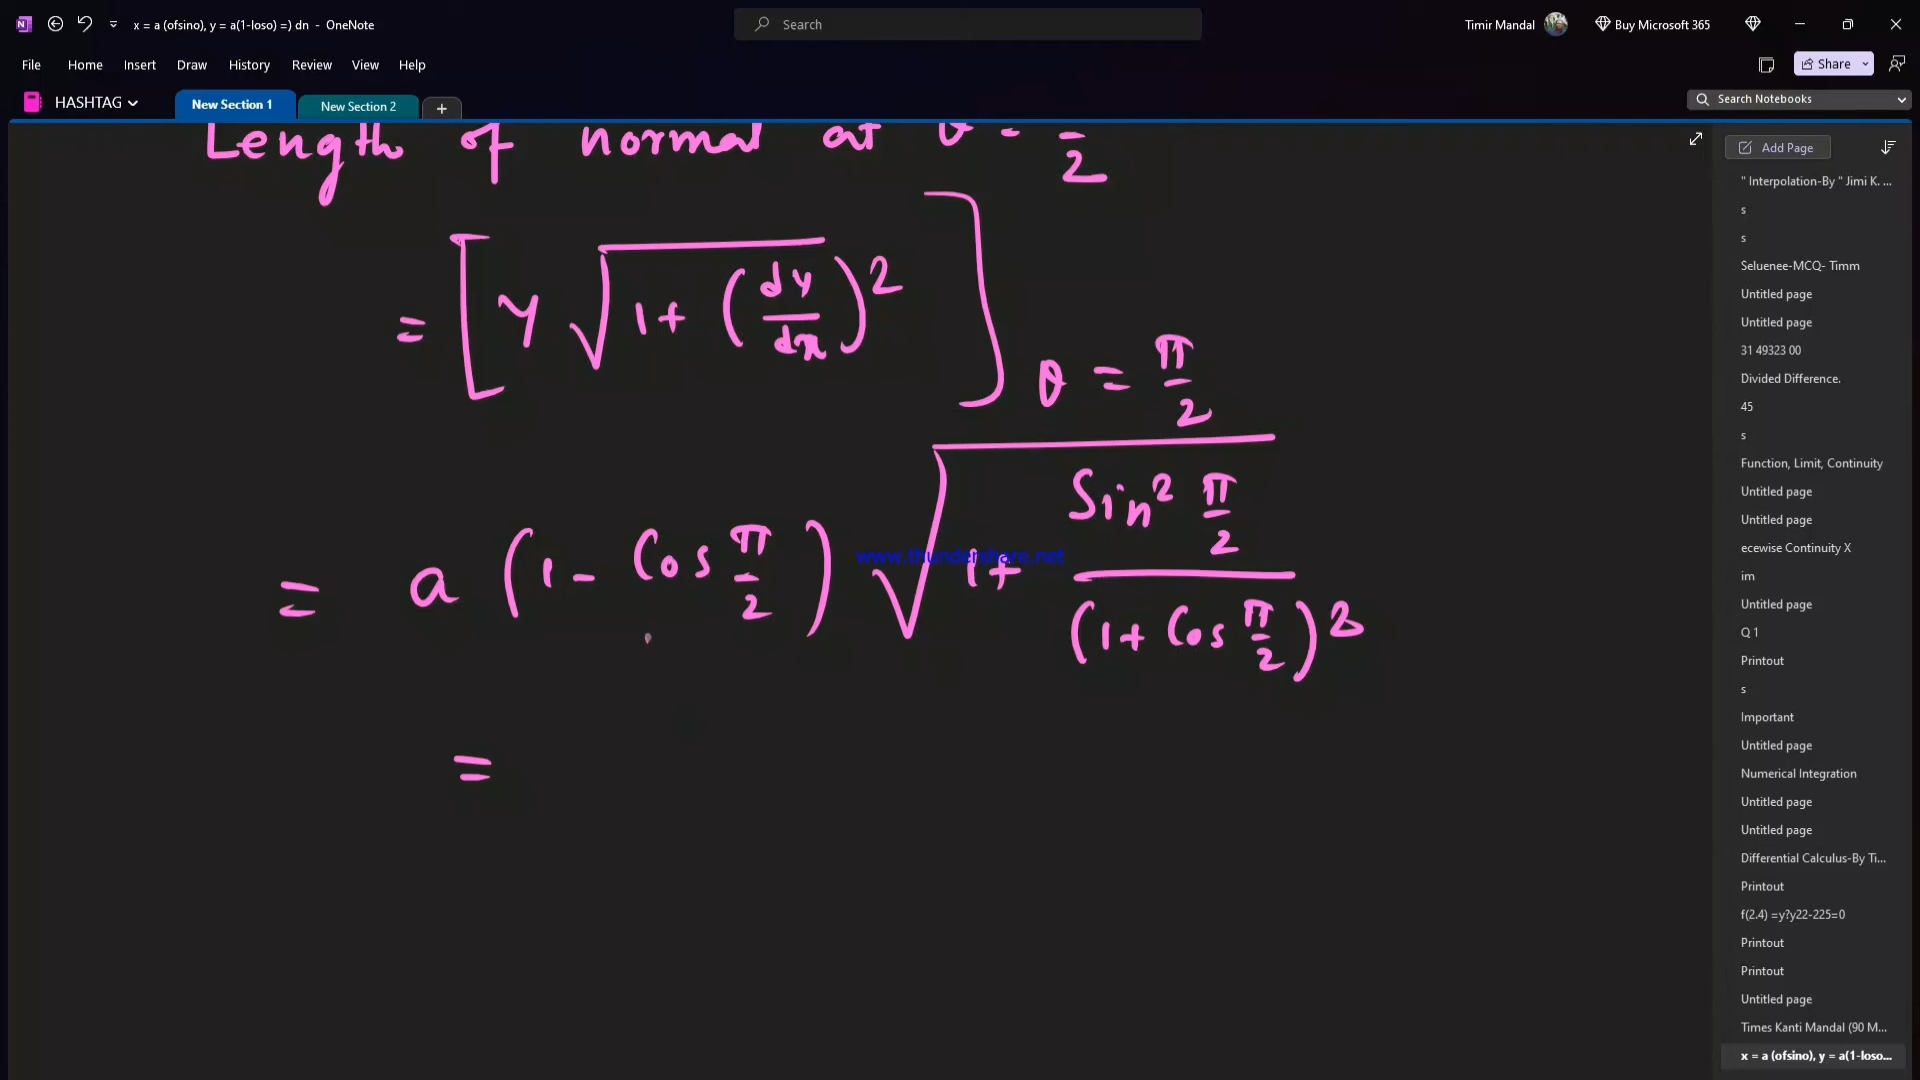 x = a (ofsino), y = a(1-loso =) dn - OneNote
Search
Timir Mandal
Buy Microsoft 365
File Home Insert Draw History Review View Help
Share
HASHTAG
New Section 1
New Section 2
+
Search Notebooks
Length of normal at θ = π/2
= [ y √(1+ (dy/dx)^2) ] θ = π/2
= a (1 - Cos π/2) √(1+ Sin² π/2 / (1+ Cos π/2)²)
www.thundershare.net
=
Add Page
" Interpolation-By " Jimi K. ...
s
s
Seluenee-MCQ- Timm
Untitled page
Untitled page
31 49323 00
Divided Difference.
45
s
Function, Limit, Continuity
Untitled page
Untitled page
ecewise Continuity X
im
Untitled page
Q 1
Printout
s
Important
Untitled page
Numerical Integration
Untitled page
Untitled page
Differential Calculus-By Ti...
Printout
f(2.4) =y?y22-225=0
Printout
Printout
Untitled page
Times Kanti Mandal (90 M...
x = a (ofsino), y = a(1-loso...